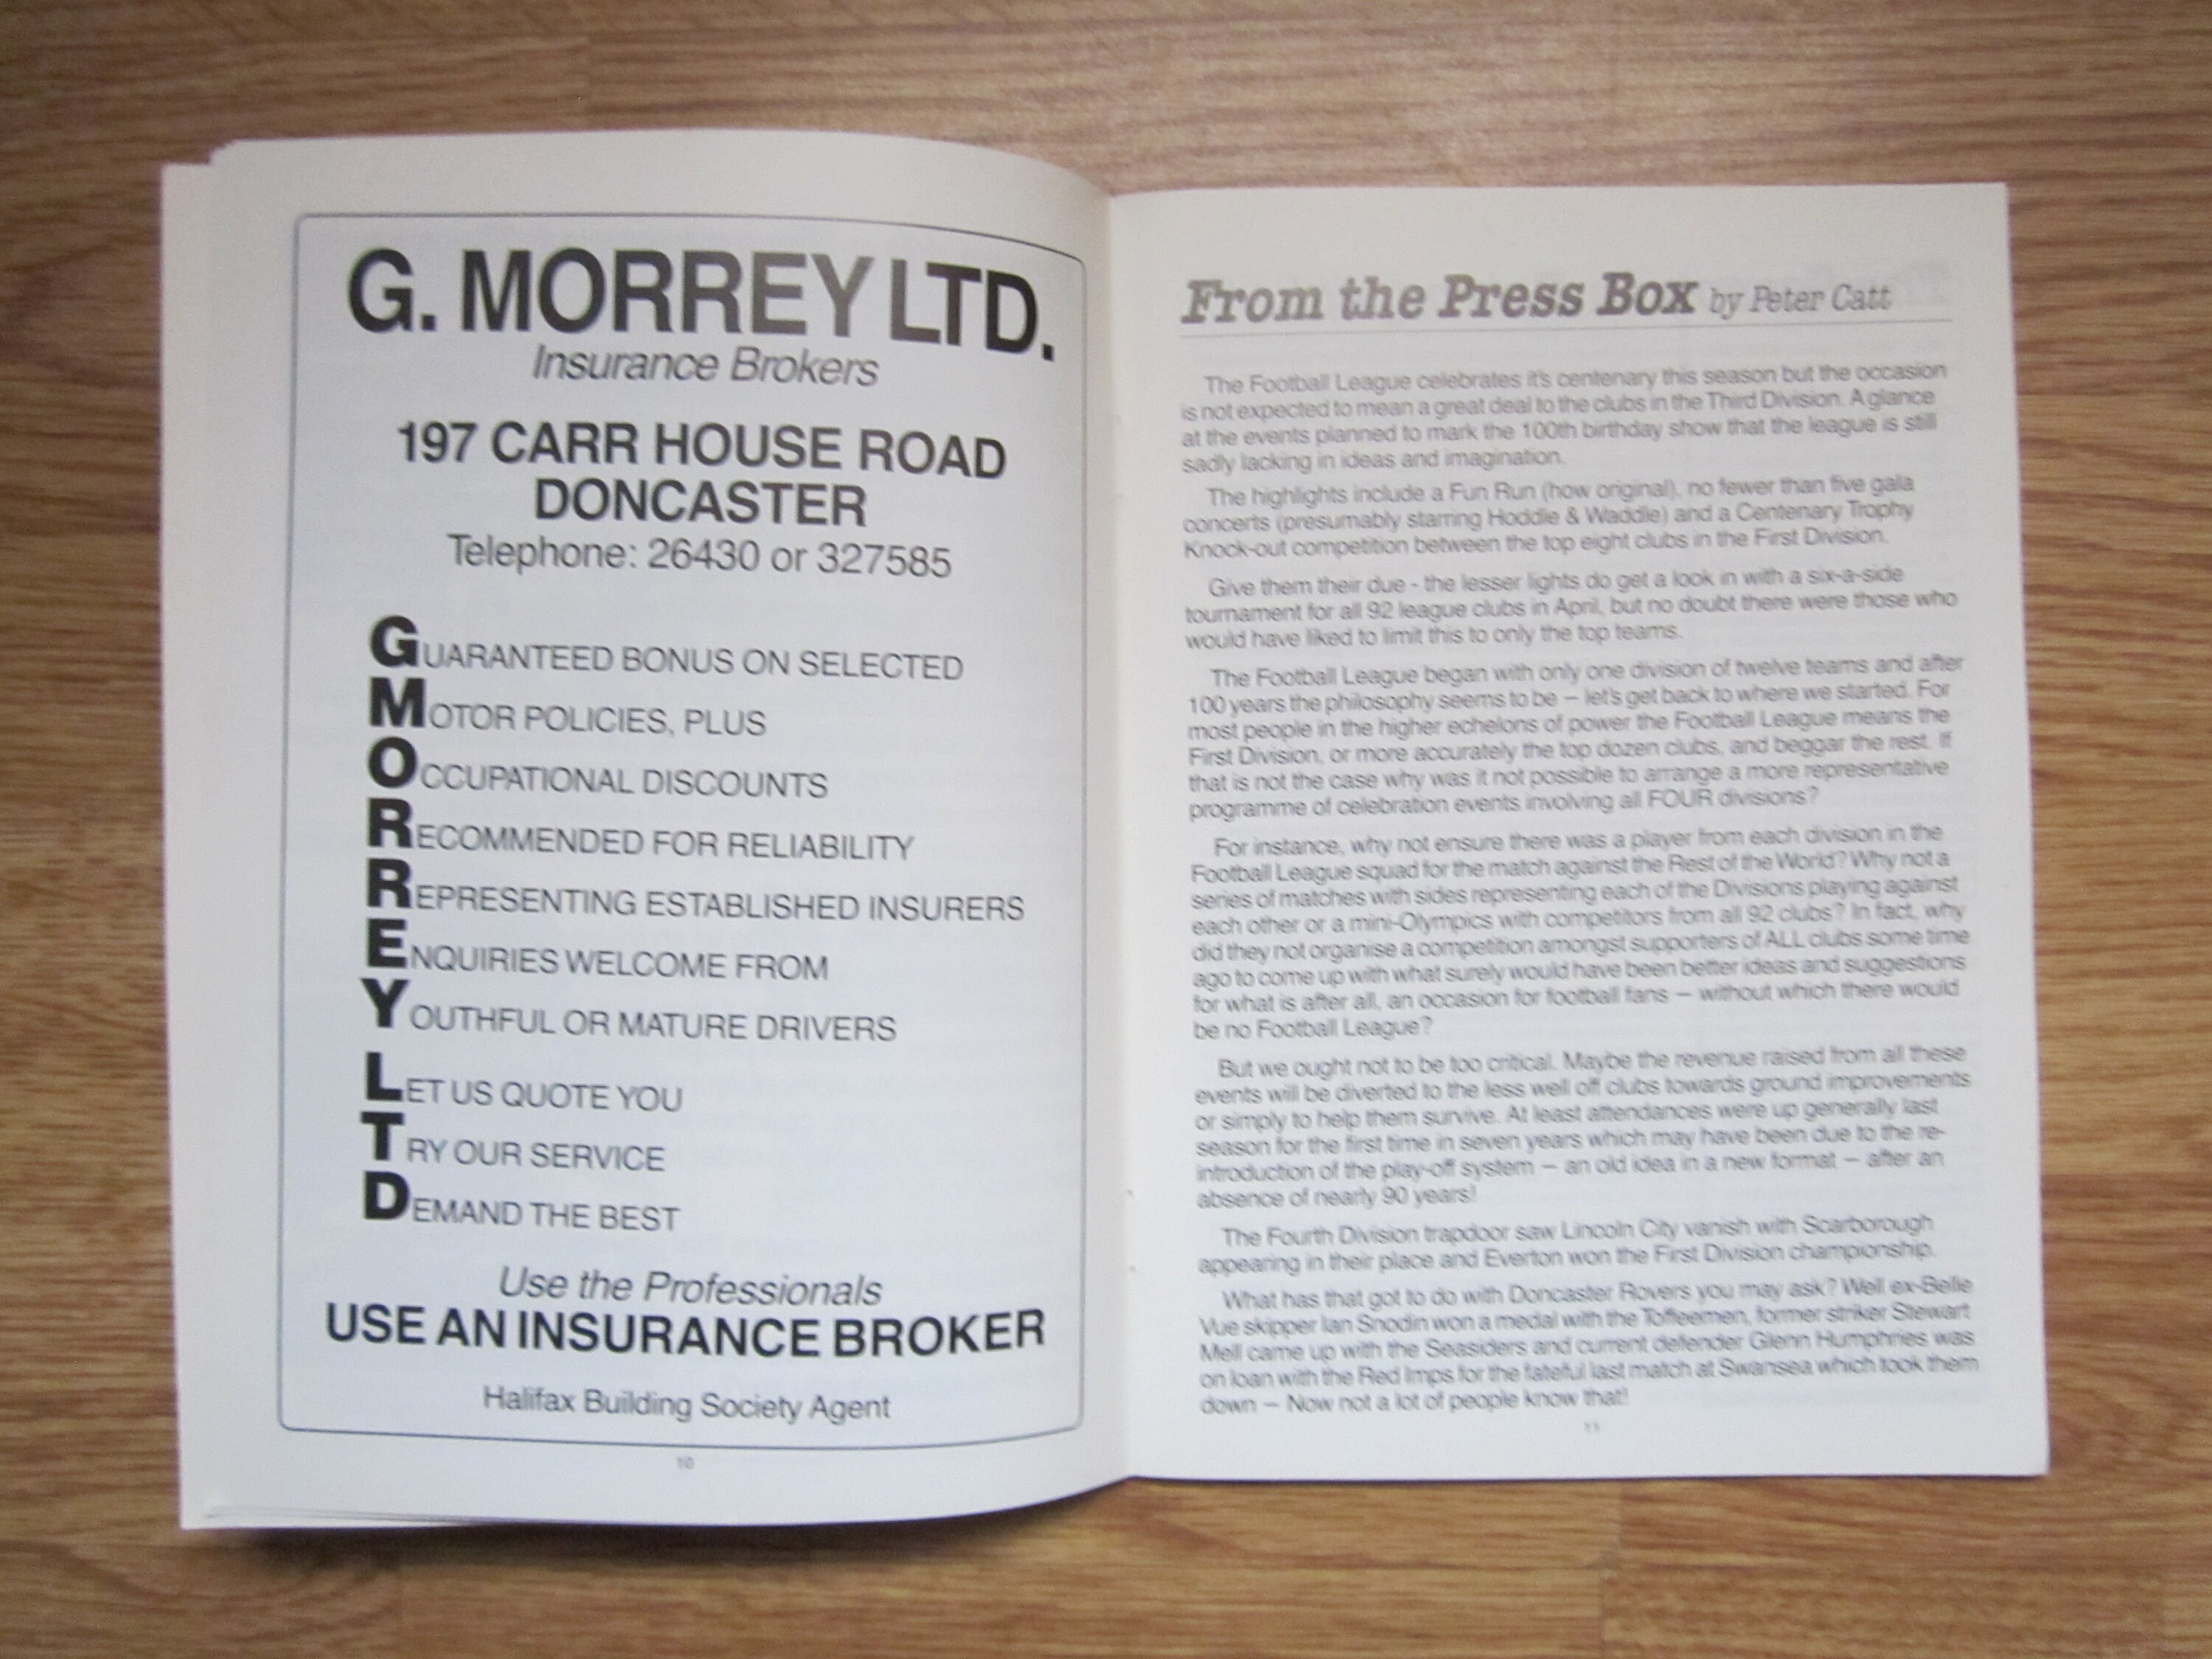 G. MORREY LTD.
Insurance Brokers
197 CARR HOUSE ROAD
DONCASTER
Telephone: 26430 or 327585
GUARANTEED BONUS ON SELECTED
MOTOR POLICIES, PLUS
OCCUPATIONAL DISCOUNTS
RECOMMENDED FOR RELIABILITY
REPRESENTING ESTABLISHED INSURERS
ENQUIRIES WELCOME FROM
YOUTHFUL OR MATURE DRIVERS
LET US QUOTE YOU
TRY OUR SERVICE
DEMAND THE BEST
Use the Professionals
USE AN INSURANCE BROKER
Halifax Building Society Agent
10
From the Press Box by Peter Catt
The Football League celebrates it's centenary this season but the occasion
is not expected to mean a great deal to the clubs in the Third Division. A glance
at the events planned to mark the 100th birthday show that the league is still
sadly lacking in ideas and imagination.
The highlights include a Fun Run (how original), no fewer than five gala
concerts (presumably starring Hoddle & Waddle) and a Centenary Trophy
Knock-out competition between the top eight clubs in the First Division.
Give them their due - the lesser lights do get a look in with a six-a-side
tournament for all 92 league clubs in April, but no doubt there were those who
would have liked to limit this to only the top teams.
The Football League began with only one division of twelve teams and after
100 years the philosophy seems to be – let's get back to where we started. For
most people in the higher echelons of power the Football League means the
First Division, or more accurately the top dozen clubs, and beggar the rest. If
that is not the case why was it not possible to arrange a more representative
programme of celebration events involving all FOUR divisions?
For instance, why not ensure there was a player from each division in the
Football League squad for the match against the Rest of the World? Why not a
series of matches with sides representing each of the Divisions playing against
each other or a mini-Olympics with competitors from all 92 clubs? In fact, why
did they not organise a competition amongst supporters of ALL clubs some time
ago to come up with what surely would have been better ideas and suggestions
for what is after all, an occasion for football fans – without which there would
be no Football League?
But we ought not to be too critical. Maybe the revenue raised from all these
events will be diverted to the less well off clubs towards ground improvements
or simply to help them survive. At least attendances were up generally last
season for the first time in seven years which may have been due to the re-
introduction of the play-off system – an old idea in a new format – after an
absence of nearly 90 years!
The Fourth Division trapdoor saw Lincoln City vanish with Scarborough
appearing in their place and Everton won the First Division championship.
What has that got to do with Doncaster Rovers you may ask? Well ex-Belle
Vue skipper Ian Snodin won a medal with the Toffeemen, former striker Stewart
Mell came up with the Seasiders and current defender Glenn Humphries was
on loan with the Red Imps for the fateful last match at Swansea which took them
down – Now not a lot of people know that!
11